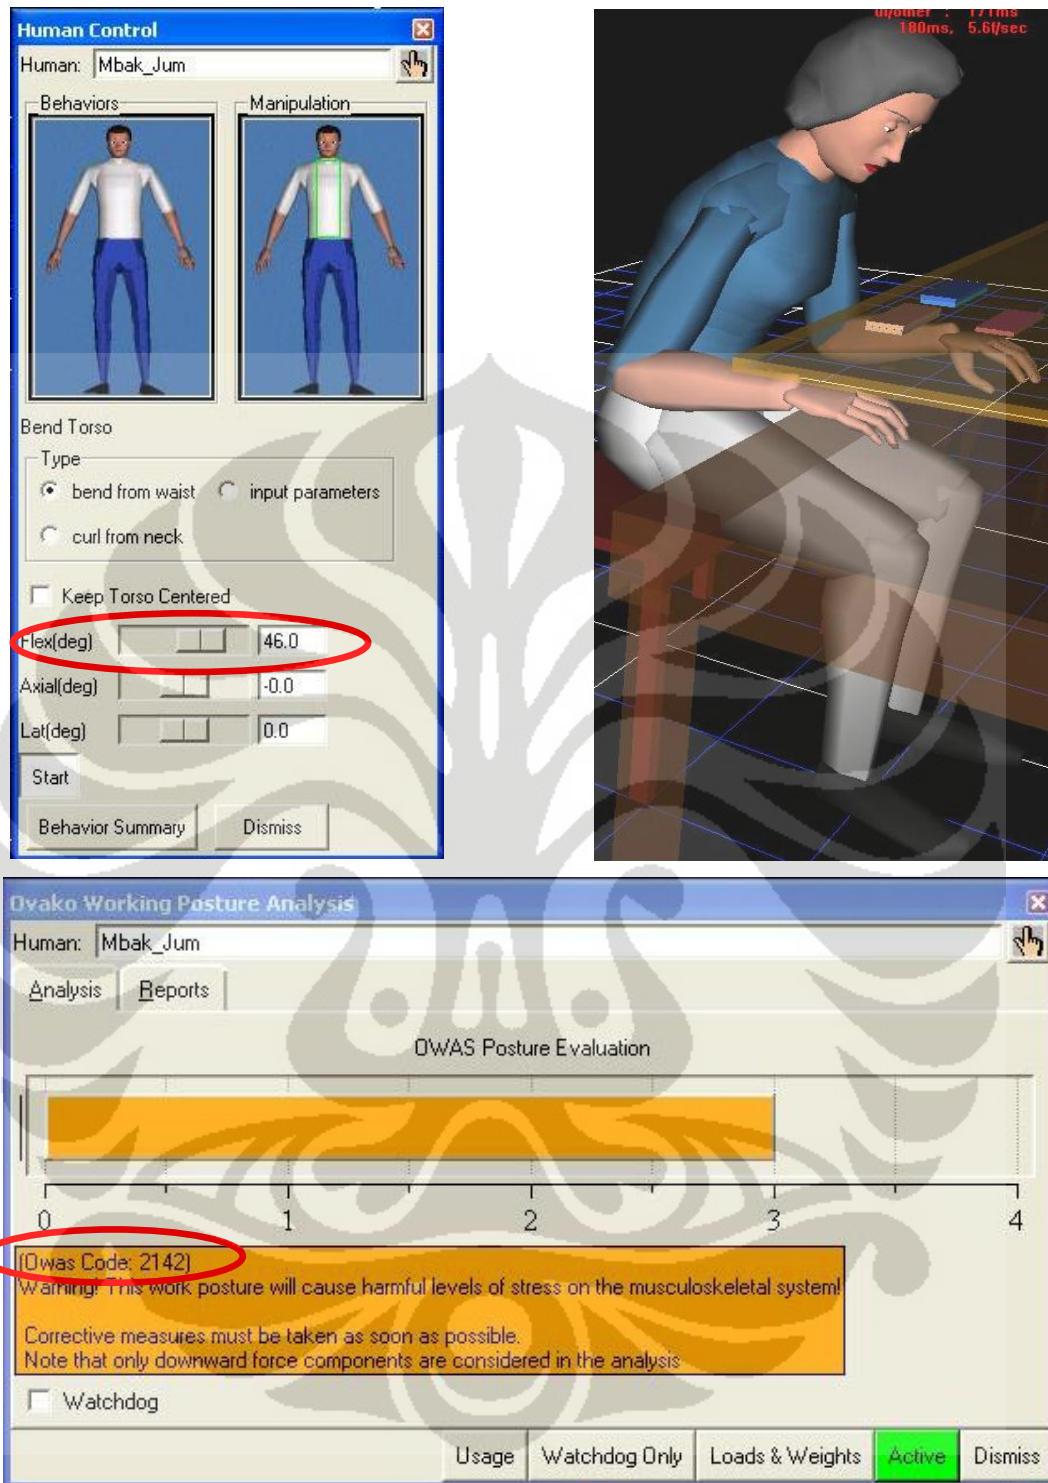 Human Control
Human: Mbak_Jum
Behaviors Manipulation
Bend Torso
Type
bend from waist input parameters
curl from neck
Keep Torso Centered
Flex(deg) 46.0
Axial(deg) -0.0
Lat(deg) 0.0
Start
Behavior Summary Dismiss
ul/other : 171ms
180ms, 5.6f/sec
Ovako Working Posture Analysis
Human: Mbak_Jum
Analysis Reports
OWAS Posture Evaluation
0 1 2 3 4
(Owas Code: 2142)
Warning! This work posture will cause harmful levels of stress on the musculoskeletal system!
Corrective measures must be taken as soon as possible.
Note that only downward force components are considered in the analysis
Watchdog
Usage Watchdog Only Loads & Weights Active Dismiss